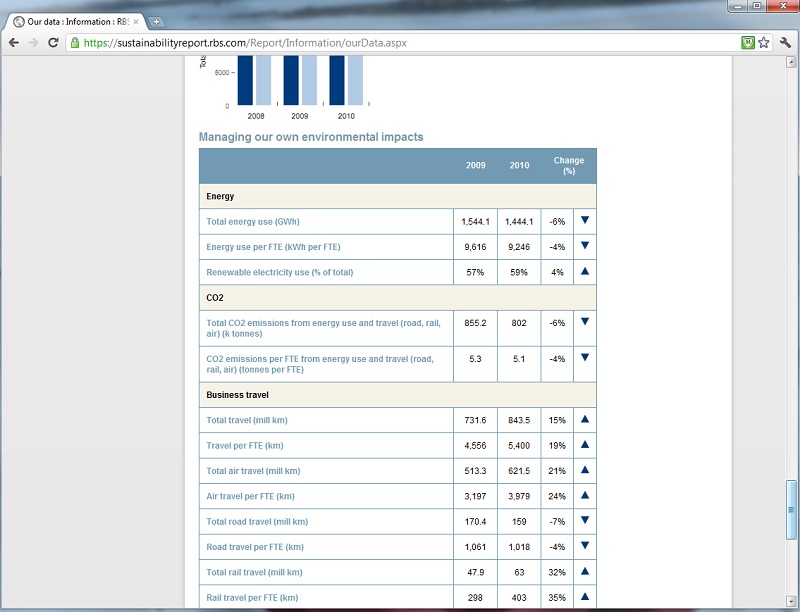 Our data : Information : RBS
https://sustainabilityreport.rbs.com/Report/Information/ourData.aspx
5000
0
2008 2009 2010
Managing our own environmental impacts
2009 2010 Change
(%)
Energy
Total energy use (GWh) 1,544.1 1,444.1 -6%
Energy use per FTE (kWh per FTE) 9,616 9,246 -4%
Renewable electricity use (% of total) 57% 59% 4%
CO2
Total CO2 emissions from energy use and travel (road, rail,
air) (k tonnes) 855.2 802 -6%
CO2 emissions per FTE from energy use and travel (road,
rail, air) (tonnes per FTE) 5.3 5.1 -4%
Business travel
Total travel (mill km) 731.6 843.5 15%
Travel per FTE (km) 4,556 5,400 19%
Total air travel (mill km) 513.3 621.5 21%
Air travel per FTE (km) 3,197 3,979 24%
Total road travel (mill km) 170.4 159 -7%
Road travel per FTE (km) 1,061 1,018 -4%
Total rail travel (mill km) 47.9 63 32%
Rail travel per FTE (km) 298 403 35%